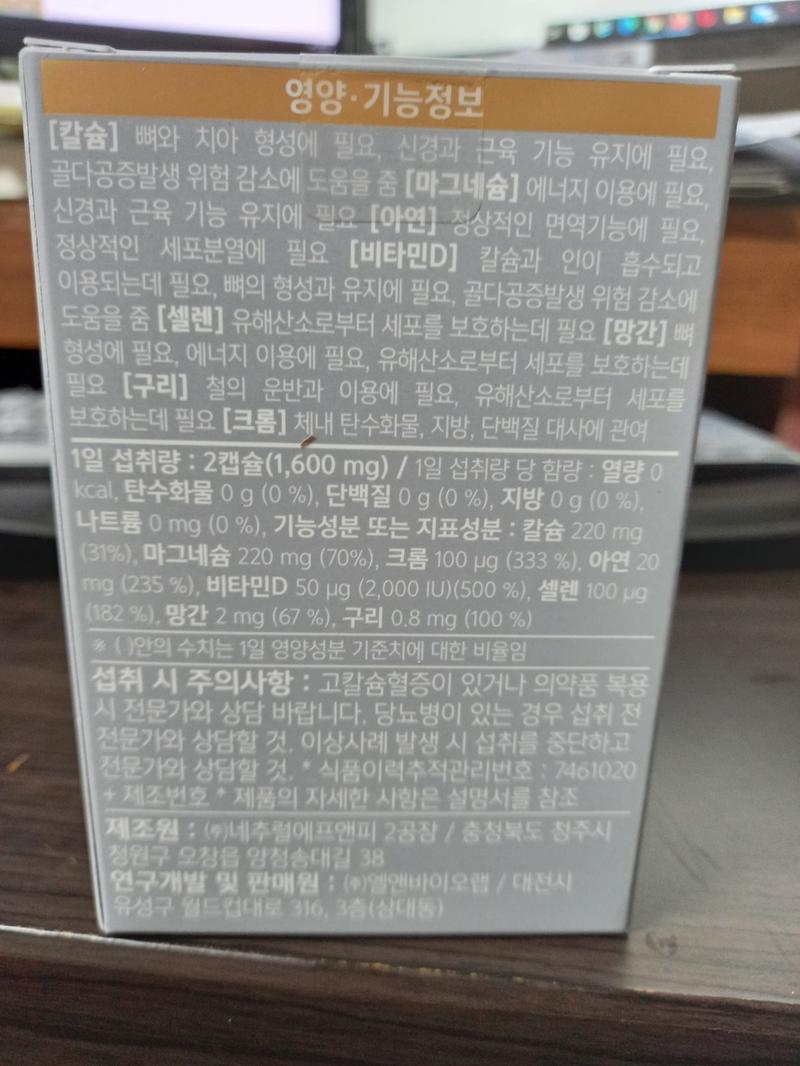 영양·기능정보
[칼슘] 뼈와 치아 형성에 필요, 신경과 근육 기능 유지에 필요,
골다공증발생 위험 감소에 도움을 줌 [마그네슘] 에너지 이용에 필요,
신경과 근육 기능 유지에 필요 [아연] 정상적인 면역기능에 필요,
정상적인 세포분열에 필요 [비타민D] 칼슘과 인이 흡수되고
이용되는데 필요, 뼈의 형성과 유지에 필요, 골다공증발생 위험 감소에
도움을 줌 [셀렌] 유해산소로부터 세포를 보호하는데 필요 [망간] 뼈
형성에 필요, 에너지 이용에 필요, 유해산소로부터 세포를 보호하는데
필요 [구리] 철의 운반과 이용에 필요, 유해산소로부터 세포를
보호하는데 필요 [크롬] 체내 탄수화물, 지방, 단백질 대사에 관여
1일 섭취량 : 2캡슐(1,600 mg) / 1일 섭취량 당 함량 : 열량 0
kcal, 탄수화물 0 g (0 %), 단백질 0 g (0 %), 지방 0 g (0 %),
나트륨 0 mg (0 %), 기능성분 또는 지표성분 : 칼슘 220 mg
(31%), 마그네슘 220 mg (70%), 크롬 100 µg (333 %), 아연 20
mg (235 %), 비타민D 50 µg (2,000 IU)(500 %), 셀렌 100 µg
(182 %), 망간 2 mg (67 %), 구리 0.8 mg (100 %)
※ ( )안의 수치는 1일 영양성분 기준치에 대한 비율임
섭취 시 주의사항 : 고칼슘혈증이 있거나 의약품 복용
시 전문가와 상담 바랍니다. 당뇨병이 있는 경우 섭취 전
전문가와 상담할 것. 이상사례 발생 시 섭취를 중단하고
전문가와 상담할 것. * 식품이력추적관리번호 : 7461020
+ 제조번호 * 제품의 자세한 사항은 설명서를 참조
제조원 : ㈜네추럴에프앤피 2공장 / 충청북도 청주시
청원구 오창읍 양청송대길 38
연구개발 및 판매원 : ㈜엘앤바이오랩 / 대전시
유성구 월드컵대로 316, 3층(상대동)